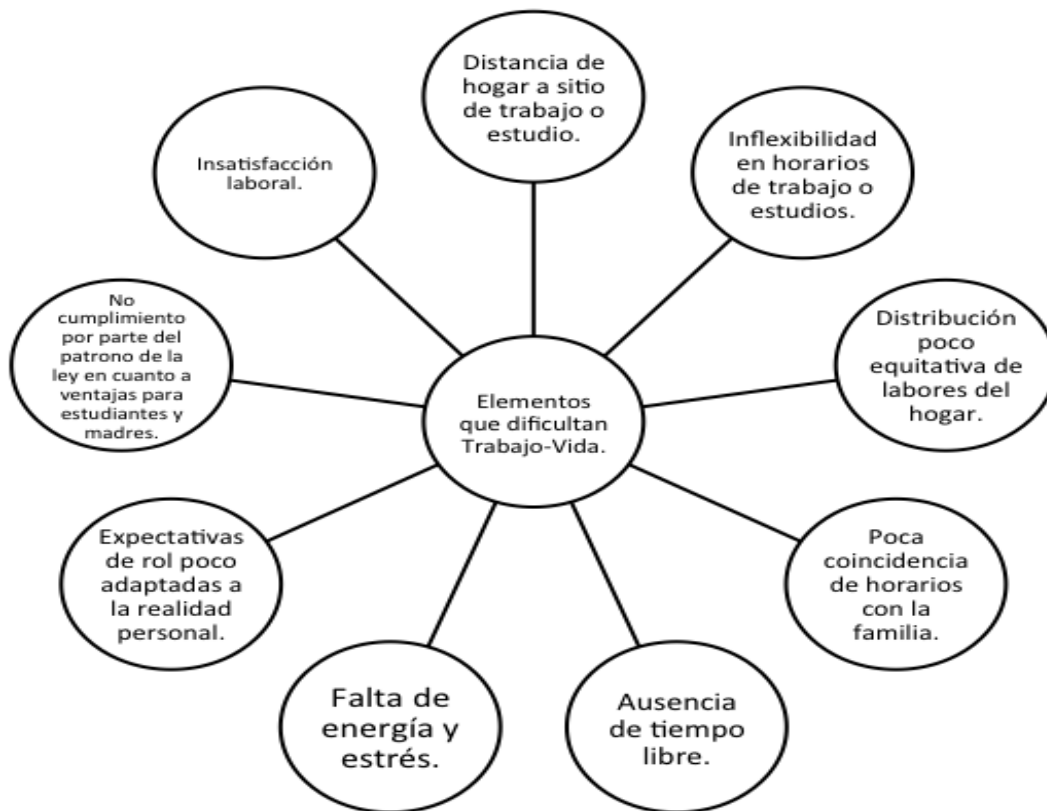 Distancia de
hogar a sitio
de trabajo o
estudio.
Inflexibilidad
en horarios
de trabajo o
estudios.
Distribución
poco
equitativa de
labores del
hogar.
Poca
coincidencia
de horarios
con la
familia.
Ausencia
de tiempo
libre.
Falta de
energía y
estrés.
Expectativas
de rol poco
adaptadas a
la realidad
personal.
No
cumplimiento
por parte del
patrono de la
ley en cuanto a
ventajas para
estudiantes y
madres.
Insatisfacción
laboral.
Elementos
que dificultan
Trabajo-Vida.